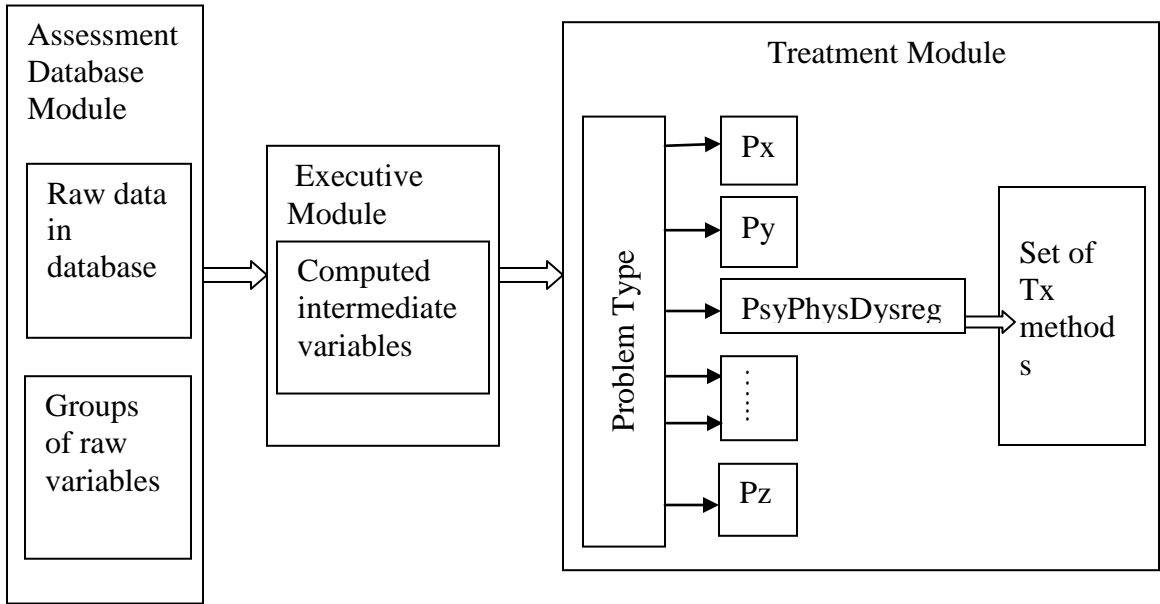 Assessment
Database
Module
Raw data
in
database
Groups
of raw
variables
Executive
Module
Computed
intermediate
variables
Treatment Module
Problem Type
Px
Py
PsyPhysDysreg
......
Pz
Set of
Tx
method
s